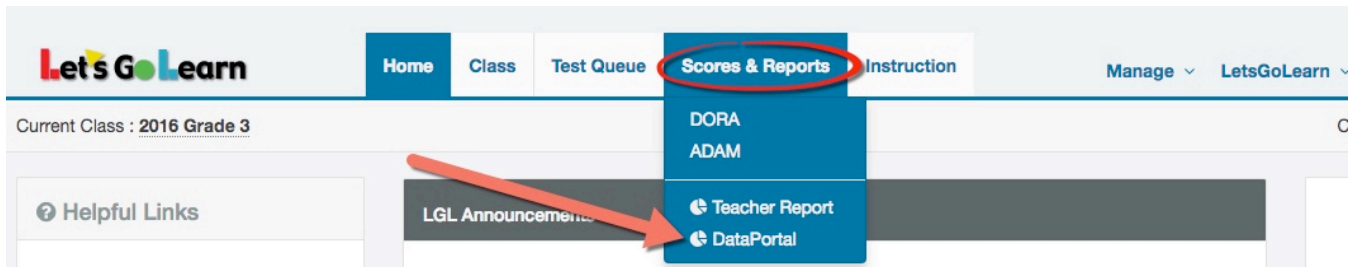 Let's Go Learn
Home Class Test Queue Scores & Reports Instruction Manage LetsGoLearn
Current Class : 2016 Grade 3
DORA
ADAM
Helpful Links
LGL Announcements
Teacher Report
DataPortal